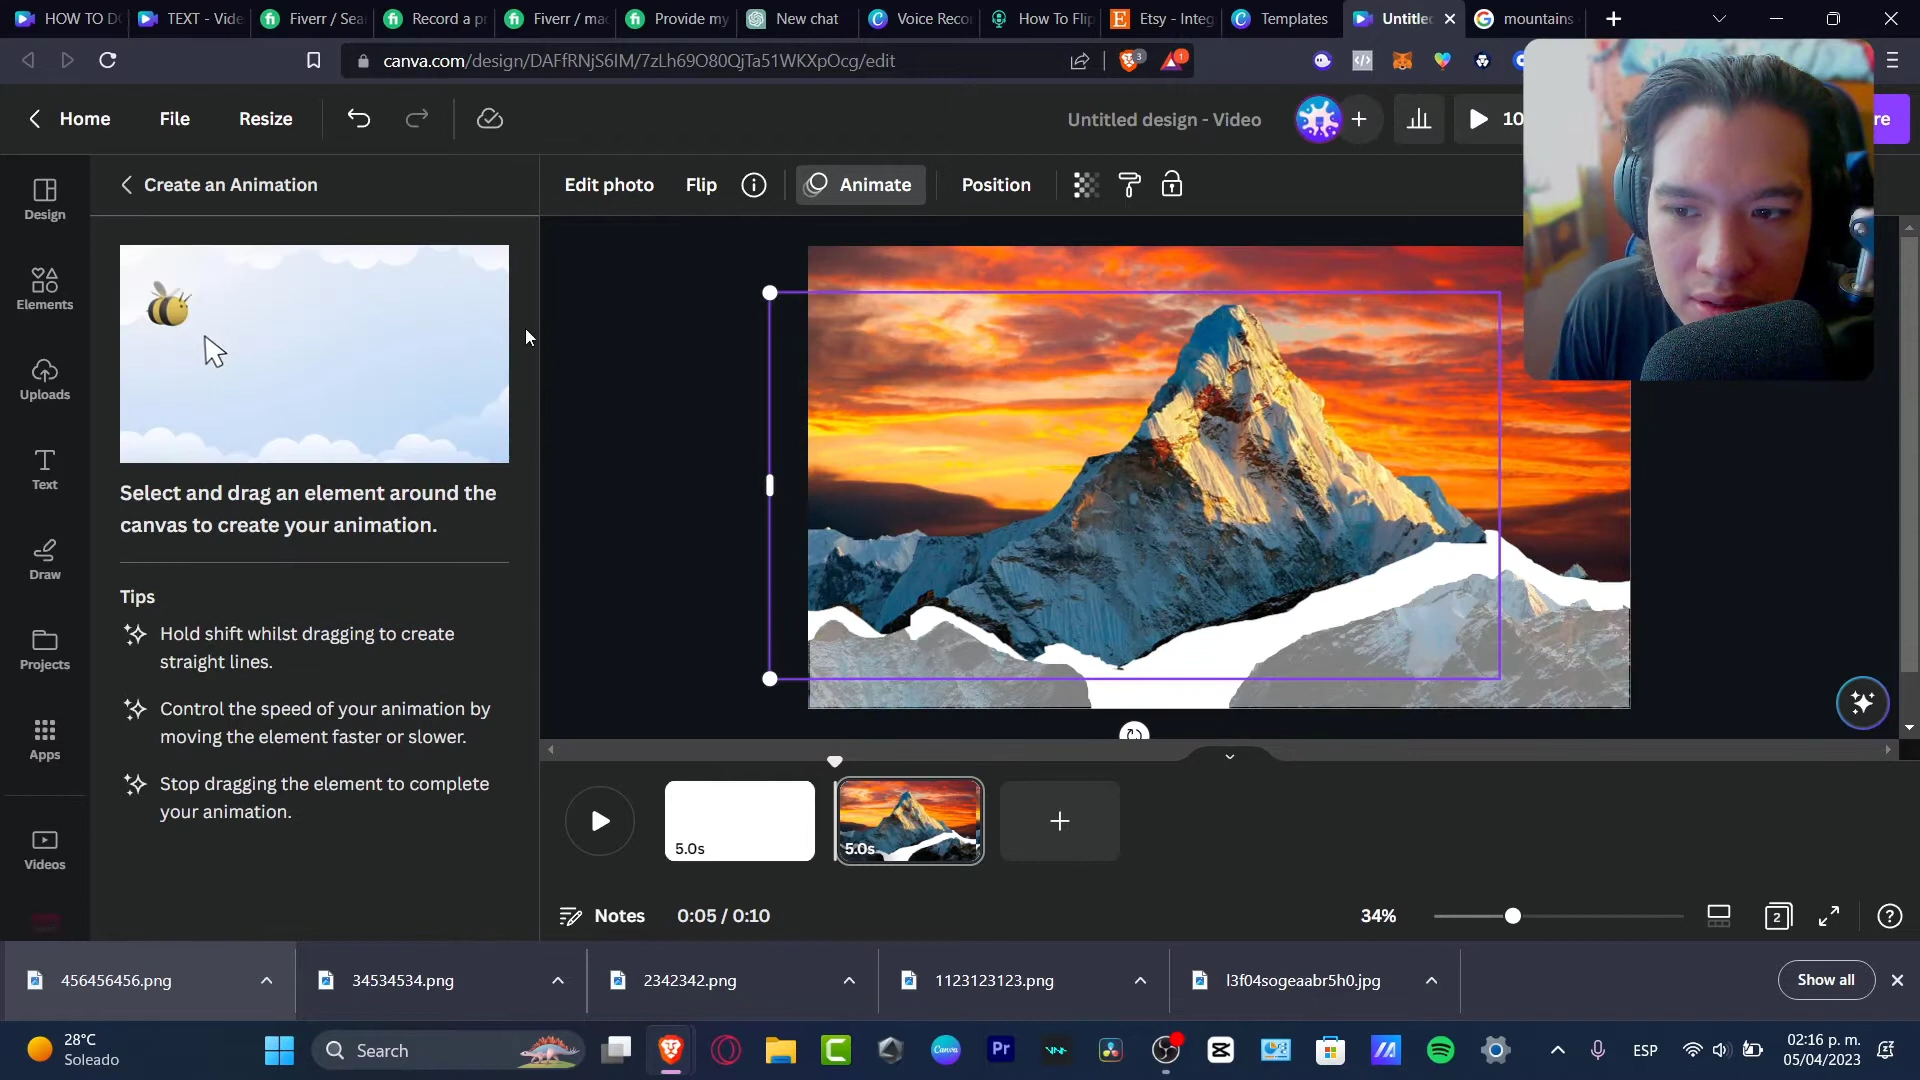 HOW TO D
TEXT - Vide
Fiverr / Sea
Record a p
Fiverr / ma
Provide my
New chat
Voice Reco
How To Flip
Etsy - Integ
Templates
Untitle
mountains
canva.com/design/DAFfRNjS6IM/7zLh69O80QjTa51WKXpOcg/edit
3
1
Home
File
Resize
Untitled design - Video
10
re
Create an Animation
Edit photo
Flip
Animate
Position
Design
Elements
Uploads
Text
Draw
Projects
Apps
Videos
Select and drag an element around the
canvas to create your animation.
Tips
Hold shift whilst dragging to create
straight lines.
Control the speed of your animation by
moving the element faster or slower.
Stop dragging the element to complete
your animation.
5.0s
5.0s
Notes
0:05 / 0:10
34%
2
456456456.png
34534534.png
2342342.png
1123123123.png
l3f04sogeaabr5h0.jpg
Show all
28°C
Soleado
Search
Canva
Pr
ESP
02:16 p. m.
05/04/2023